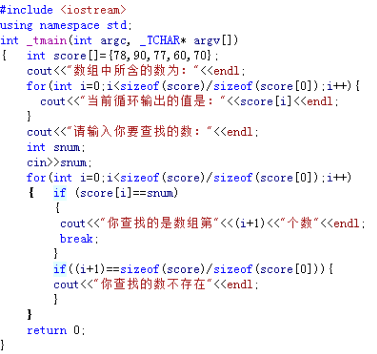 #include <iostream>
using namespace std;
int _tmain(int argc, _TCHAR* argv[])
{   int score[]={78,90,77,60,70};
    cout<<"数组中所含的数为: "<<endl;
    for(int i=0;i<sizeof(score)/sizeof(score[0]);i++){
      cout<<"当前循环输出的值是: "<<score[i]<<endl;
    }
    cout<<"请输入你要查找的数"<<endl;
    int snum;
    cin>>snum;
    for(int i=0;i<sizeof(score)/sizeof(score[0]);i++)
    {   if (score[i]==snum)
        {
         cout<<"你查找的是数组第"<<(i+1)<<"个数"<<endl;
         break;
        }
        if((i+1)==sizeof(score)/sizeof(score[0])){
        cout<<"你查找的数不存在"<<endl;
        }
    }
    return 0;
}